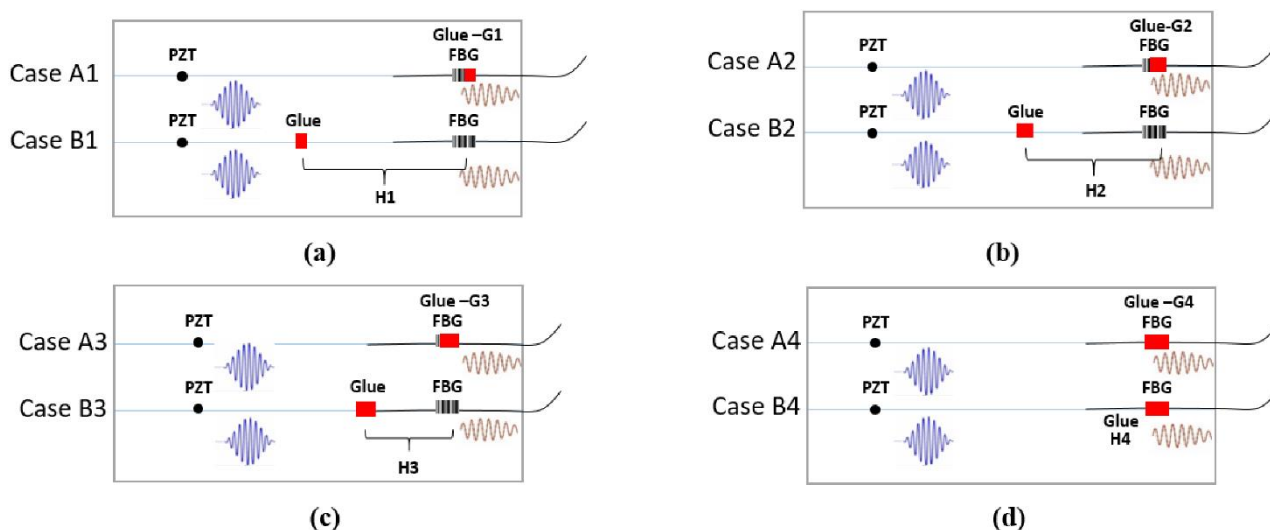 Glue –G1
PZT
FBG
Case A1
PZT
Glue
FBG
Case B1
H1
(a)
Glue-G2
PZT
FBG
Case A2
PZT
Glue
FBG
Case B2
H2
(b)
Glue –G3
PZT
FBG
Case A3
PZT
Glue
FBG
Case B3
H3
(c)
Glue –G4
PZT
FBG
Case A4
PZT
FBG
Case B4
Glue
H4
(d)